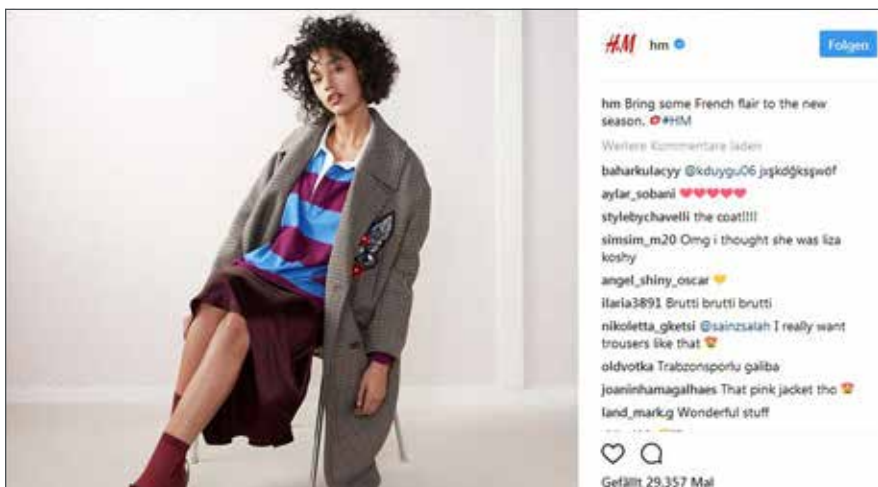 H&M hm Folgen
hm Bring some French flair to the new
season. 💋#HM
Weitere Kommentare laden
baharkulacyy @kduygu06 jxşkdğkşwöf
aylar_sobani ❤❤❤❤❤
stylebychavelli the coat!!!!
simsim_m20 Omg i thought she was liza
koshy
angel_shiny_oscar 💛
ilaria3891 Brutti brutti brutti
nikoletta_gketsi @sainzsalah I really want
trousers like that 😍
oldvotka Trabzonsporlu galiba
joaninhamagalhaes That pink jacket tho 😍
land_mark.g Wonderful stuff
Gefällt 29.357 Mal